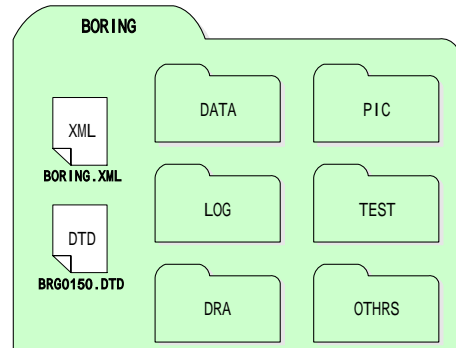 BORING
XML
BORING.XML
DTD
BRG0150.DTD
DATA
PIC
LOG
TEST
DRA
OTHRS